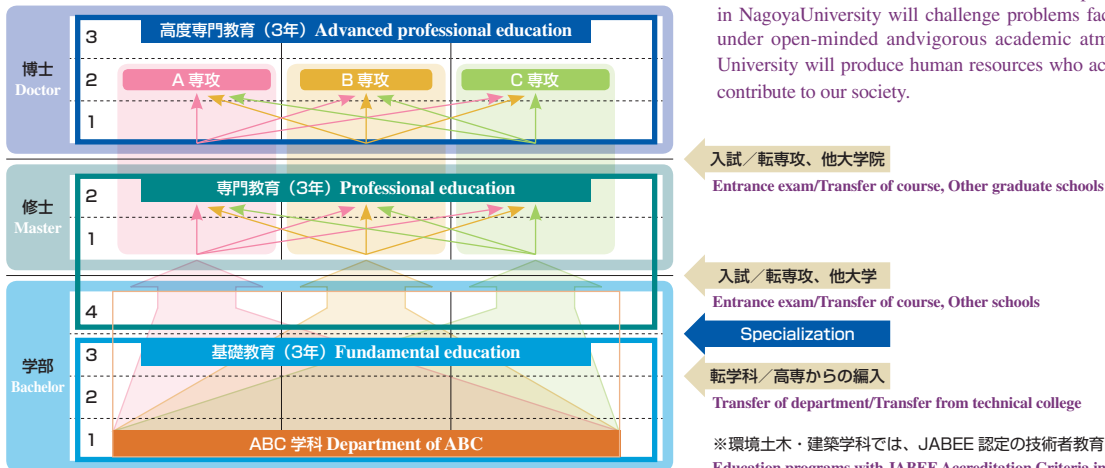 in NagoyaUniversity will challenge problems
under open-minded andvigorous academic
University will produce human resources who
contribute to our society.
博士
Doctor
3
2
1
高度専門教育（3年）Advanced professional education
A 専攻
B 専攻
C 専攻
入試／転専攻、他大学院
Entrance exam/Transfer of course, Other graduate schools
修士
Master
2
1
専門教育（3年）Professional education
入試／転専攻、他大学
Entrance exam/Transfer of course, Other schools
Specialization
学部
Bachelor
4
3
2
1
基礎教育（3年）Fundamental education
転学科／高専からの編入
Transfer of department/Transfer from technical college
ABC 学科 Department of ABC
※環境土木・建築学科では、JABEE 認定の技術者教育
Education programs with JABEE Accreditation Criteria